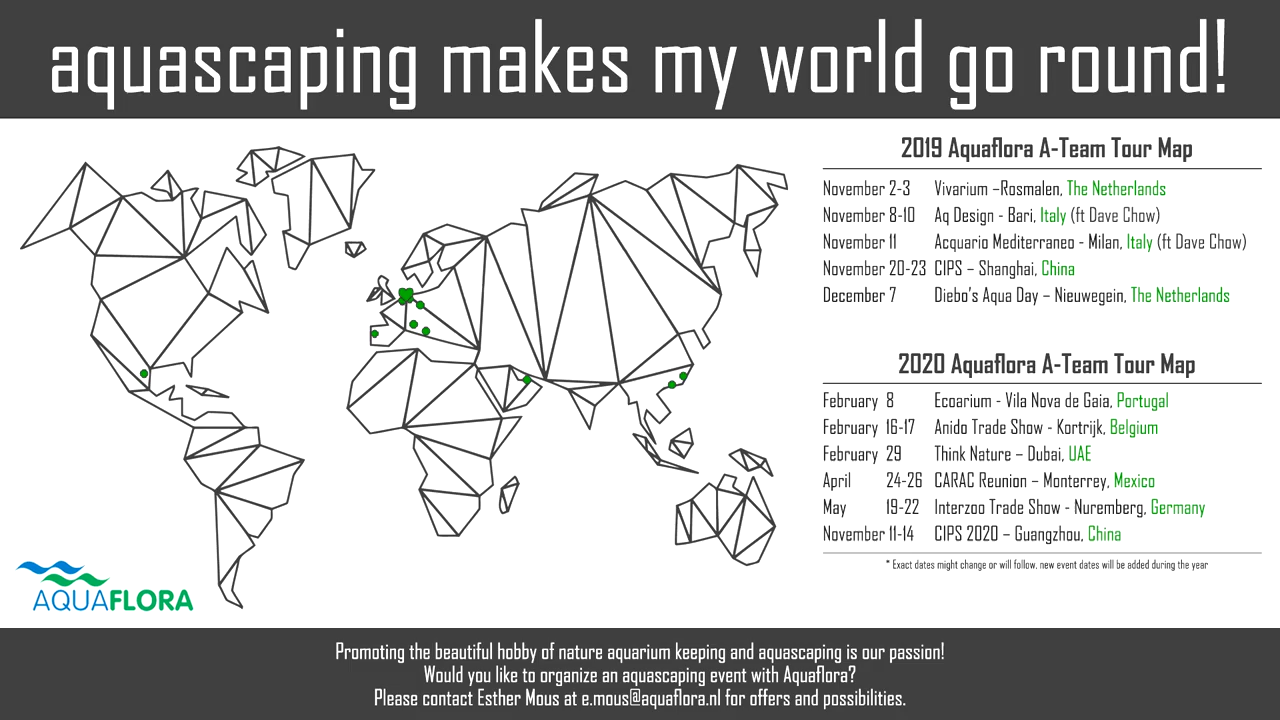 aquascaping makes my world go round!
2019 Aquaflora A-Team Tour Map
November 2-3 Vivarium –Rosmalen, The Netherlands
November 8-10 Aq Design - Bari, Italy (ft Dave Chow)
November 11 Acquario Mediterraneo - Milan, Italy (ft Dave Chow)
November 20-23 CIPS – Shanghai, China
December 7 Diebo's Aqua Day – Nieuwegein, The Netherlands
2020 Aquaflora A-Team Tour Map
February 8 Ecoarium - Vila Nova de Gaia, Portugal
February 16-17 Anido Trade Show - Kortrijk, Belgium
February 29 Think Nature – Dubai, UAE
April 24-26 CARAC Reunion – Monterrey, Mexico
May 19-22 Interzoo Trade Show - Nuremberg, Germany
November 11-14 CIPS 2020 – Guangzhou, China
* Exact dates might change or will follow, new event dates will be added during the year
AQUAFLORA
Promoting the beautiful hobby of nature aquarium keeping and aquascaping is our passion!
Would you like to organize an aquascaping event with Aquaflora?
Please contact Esther Mous at e.mous@aquaflora.nl for offers and possibilities.